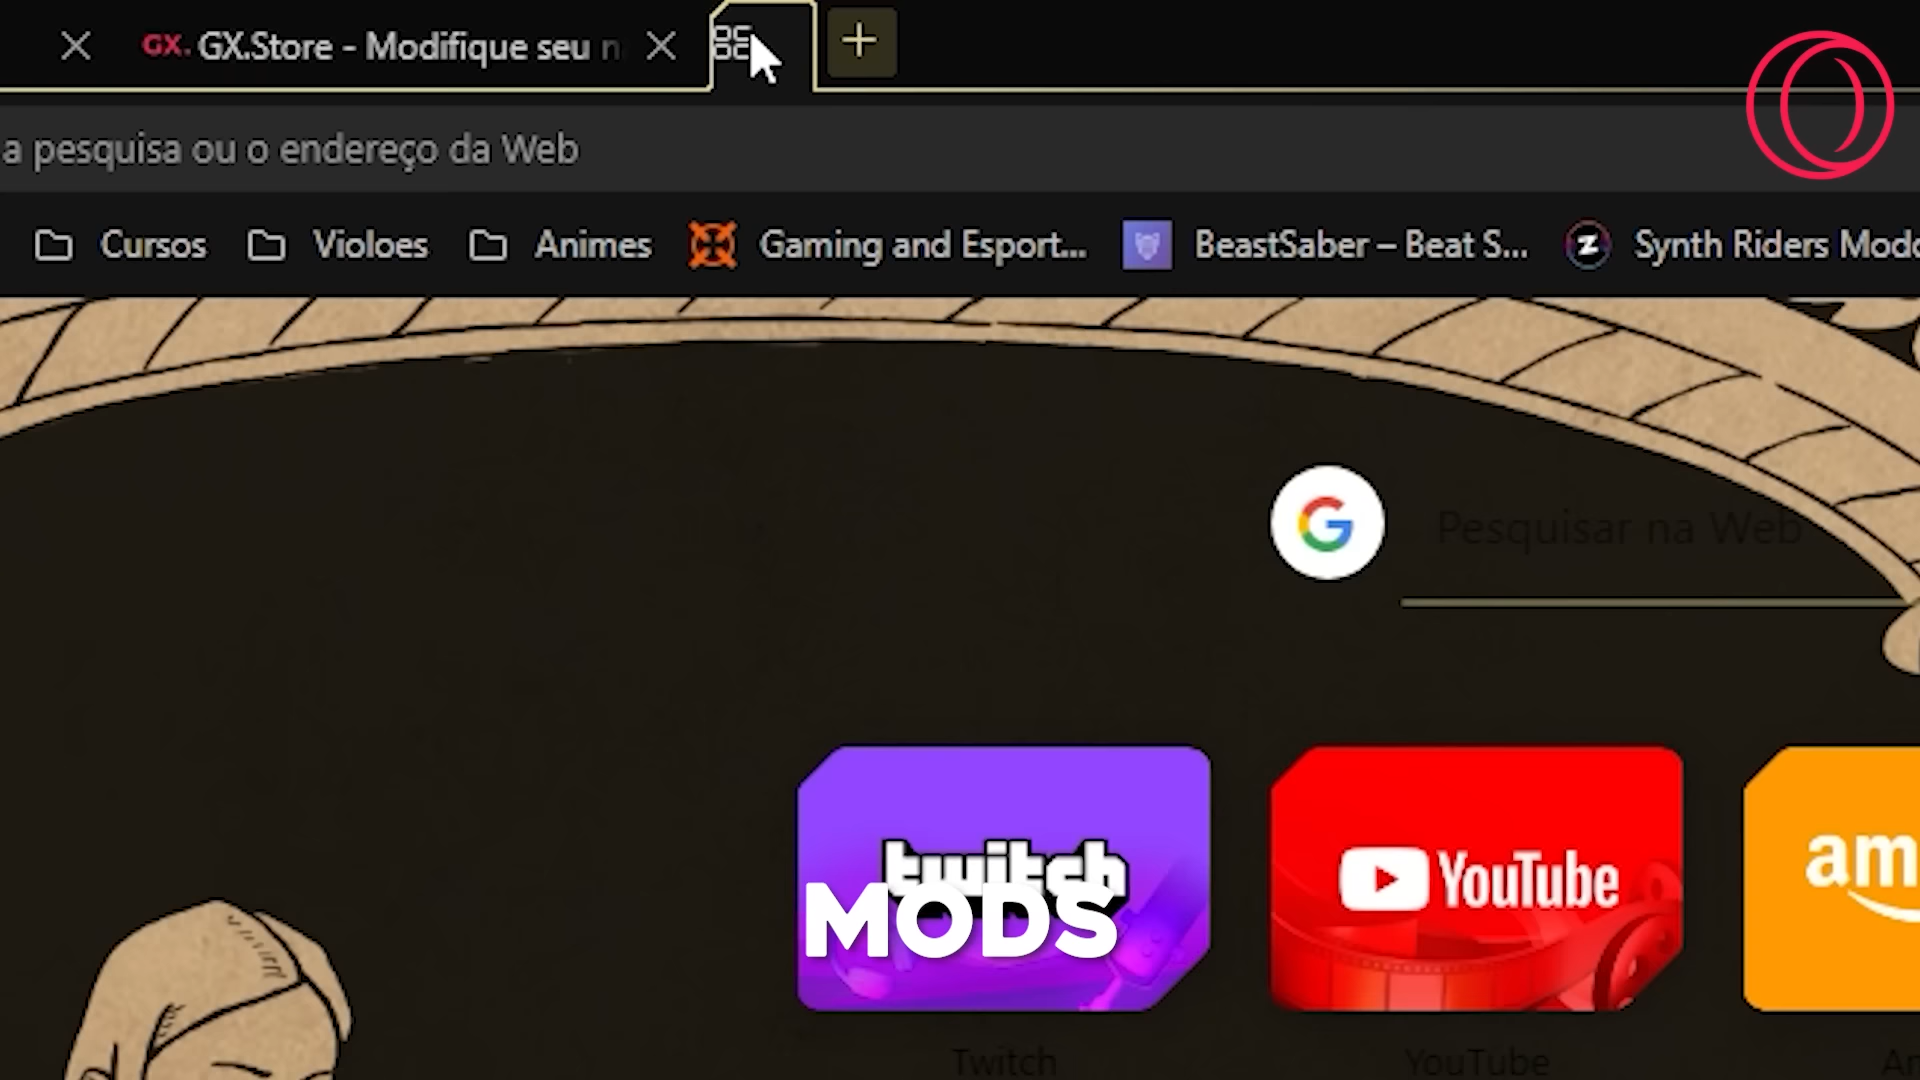 GX. GX.Store - Modifique seu n
a pesquisa ou o endereço da Web
Cursos Violoes Animes Gaming and Esport... BeastSaber – Beat S... Synth Riders Modd
Pesquisar na Web
twitch
YouTube
am
MODS
Twitch
YouTube